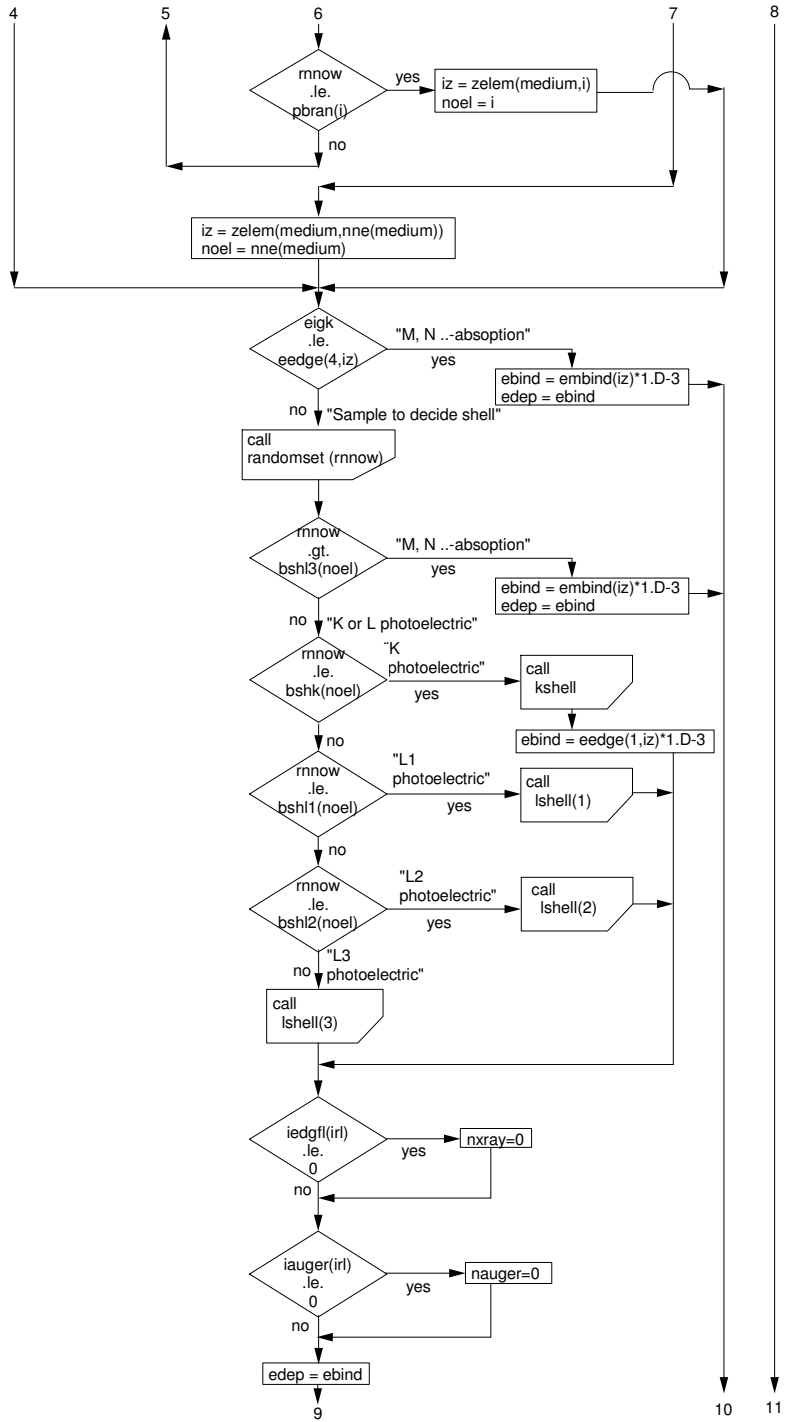 4
5
6
7
8
rnnow
.le.
pbran(i)
yes
iz = zelem(medium,i)
noel = i
no
iz = zelem(medium,nne(medium))
noel = nne(medium)
eigk
.le.
eedge(4,iz)
"M, N ..-absoption"
yes
ebind = embind(iz)*1.D-3
edep = ebind
no
"Sample to decide shell"
call
randomset (rnnow)
rnnow
.gt.
bshl3(noel)
"M, N ..-absoption"
yes
ebind = embind(iz)*1.D-3
edep = ebind
no
"K or L photoelectric"
rnnow
.le.
bshk(noel)
"K
photoelectric"
yes
call
kshell
ebind = eedge(1,iz)*1.D-3
no
rnnow
.le.
bshl1(noel)
"L1
photoelectric"
yes
call
lshell(1)
no
rnnow
.le.
bshl2(noel)
"L2
photoelectric"
yes
call
lshell(2)
no
"L3
photoelectric"
call
lshell(3)
iedgfl(irl)
.le.
0
yes
nxray=0
no
iauger(irl)
.le.
0
yes
nauger=0
no
edep = ebind
9
10
11